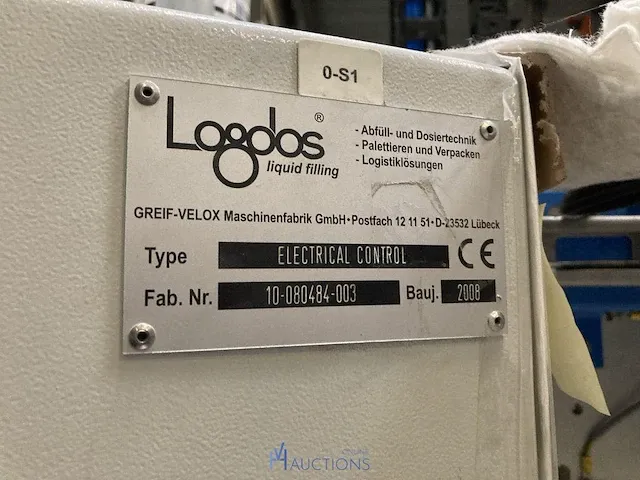 0-S1
Logdos ®
liquid filling
- Abfüll- und Dosiertechnik
- Palettieren und Verpacken
- Logistiklösungen
GREIF-VELOX Maschinenfabrik GmbH•Postfach 12 11 51•D-23532 Lübeck
Type ELECTRICAL CONTROL CE
Fab. Nr. 10-080484-003 Bauj. 2008
AUCTIONS